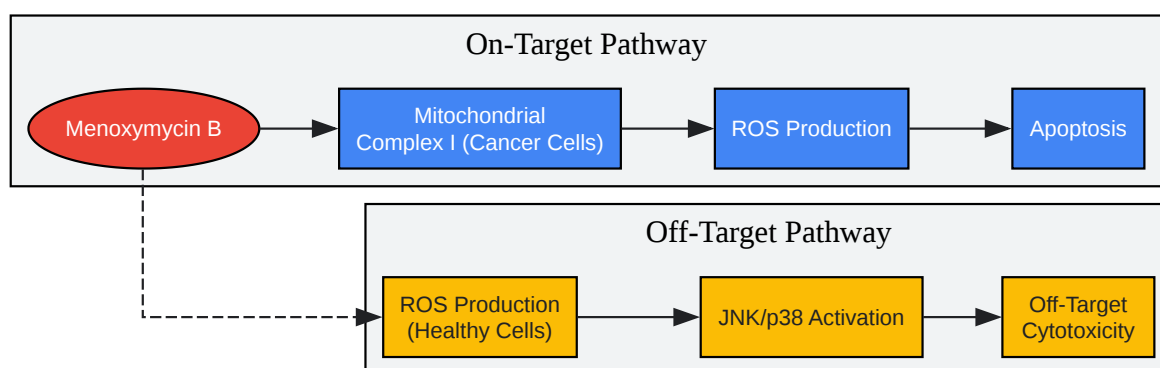 On-Target Pathway
Menoxymycin B
Mitochondrial
Complex I (Cancer Cells)
ROS Production
Apoptosis
Off-Target Pathway
ROS Production
(Healthy Cells)
JNK/p38 Activation
Off-Target
Cytotoxicity